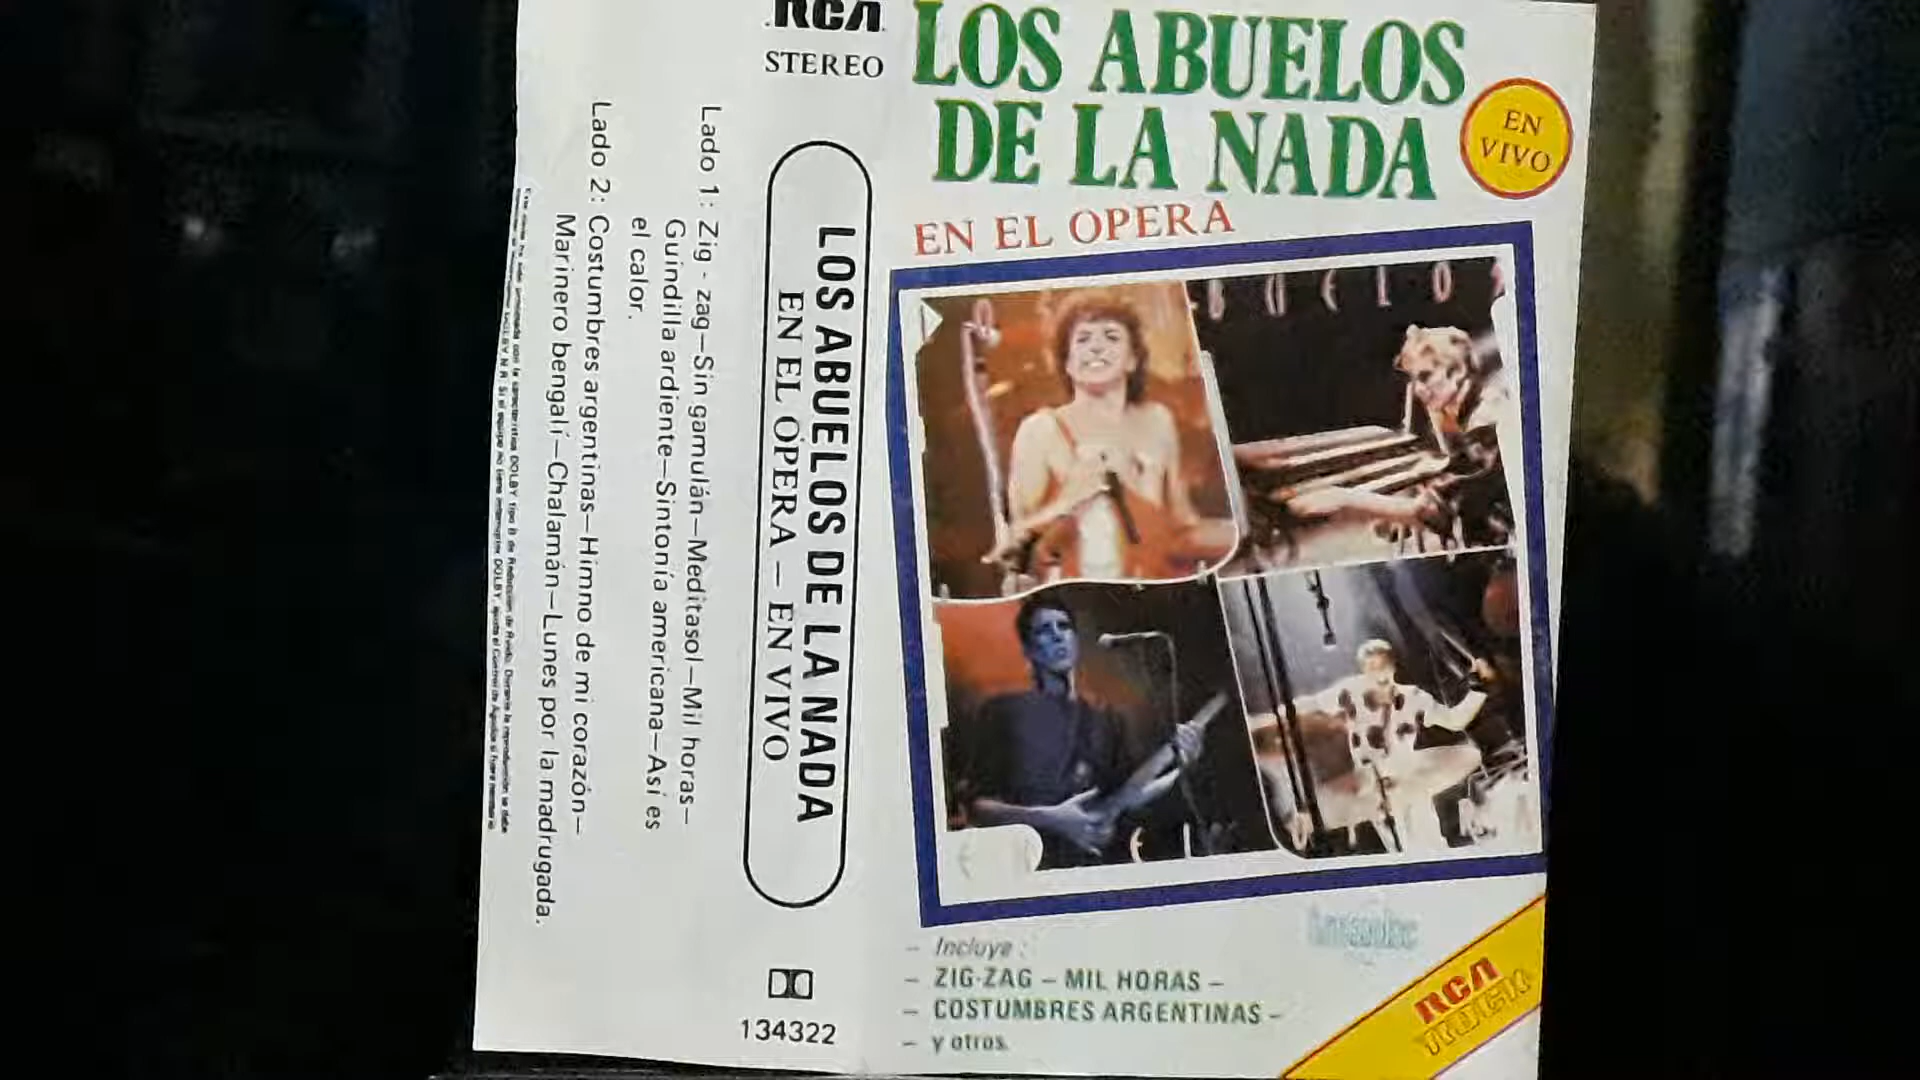 RCA
STEREO
LOS ABUELOS
DE LA NADA
EN
VIVO
EN EL OPERA
LOS ABUELOS DE LA NADA
EN EL OPERA – EN VIVO
Lado 1: Zig - zag—Sin gamulán—Meditasol—Mil horas—
Guindilla ardiente—Sintonía americana—Así es
el calor.
Lado 2: Costumbres argentinas—Himno de mi corazón—
Marinero bengalí—Chalamán—Lunes por la madrugada.
134322
– Incluye :
– ZIG-ZAG – MIL HORAS –
– COSTUMBRES ARGENTINAS –
– y otros.
RCA